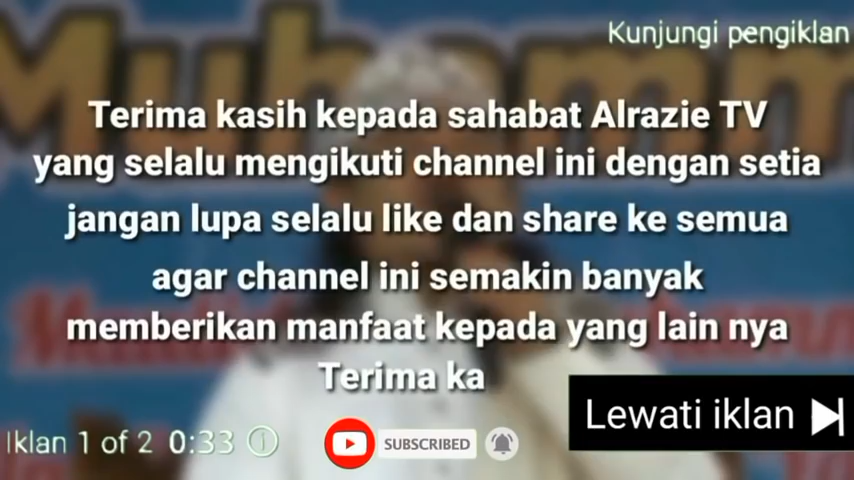 Kunjungi pengiklan
Terima kasih kepada sahabat Alrazie TV
yang selalu mengikuti channel ini dengan setia
jangan lupa selalu like dan share ke semua
agar channel ini semakin banyak
memberikan manfaat kepada yang lain nya
Terima ka
Lewati iklan
Iklan 1 of 2 0:33
SUBSCRIBED